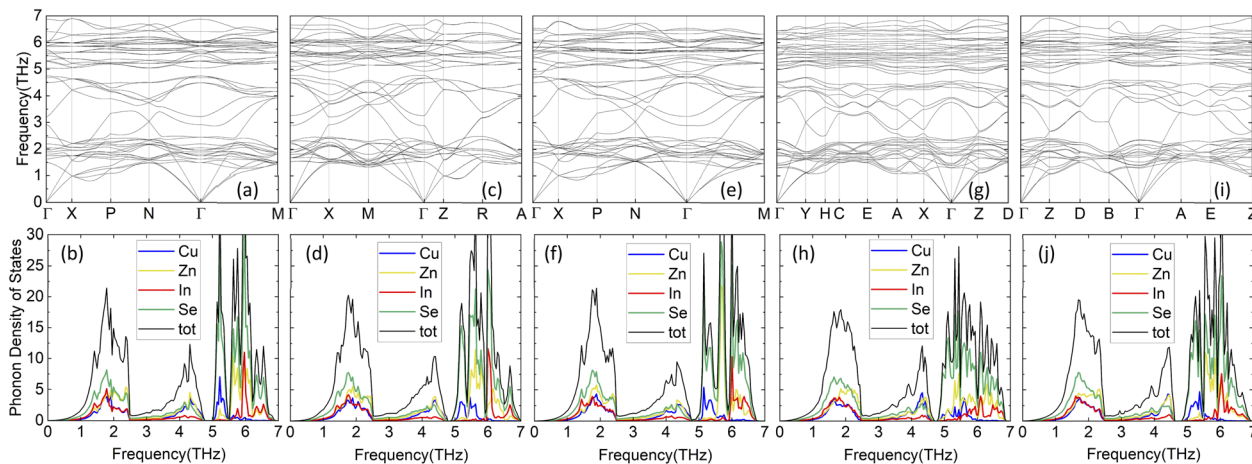 Frequency(THz)
7
6
5
4
3
2
1
0
(a)
(c)
(e)
(g)
(i)
Γ X P N Γ M
Γ X M Γ Z R A
Γ X P N Γ M
Γ Y H C E A X Γ Z D
Γ Z D B Γ A E Z
Phonon Density of States
30
25
20
15
10
5
0
(b)
Cu
Zn
In
Se
tot
(d)
Cu
Zn
In
Se
tot
(f)
Cu
Zn
In
Se
tot
(h)
Cu
Zn
In
Se
tot
(j)
Cu
Zn
In
Se
tot
0 1 2 3 4 5 6 7
0 1 2 3 4 5 6 7
0 1 2 3 4 5 6 7
0 1 2 3 4 5 6 7
0 1 2 3 4 5 6 7
Frequency(THz)
Frequency(THz)
Frequency(THz)
Frequency(THz)
Frequency(THz)